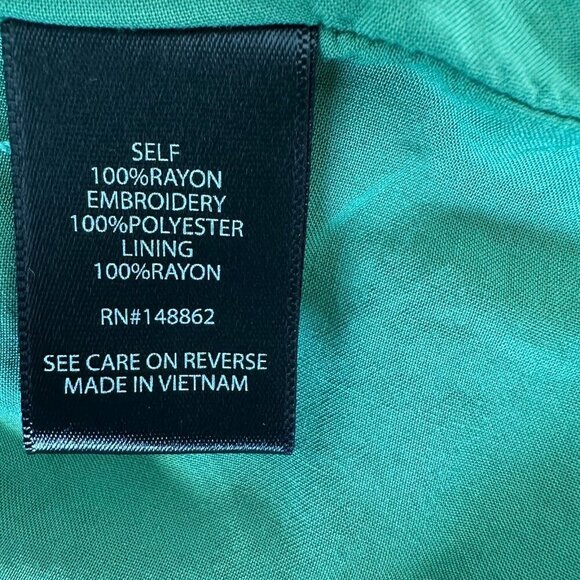 SELF
100%RAYON
EMBROIDERY
100%POLYESTER
LINING
100%RAYON
RN#148862
SEE CARE ON REVERSE
MADE IN VIETNAM